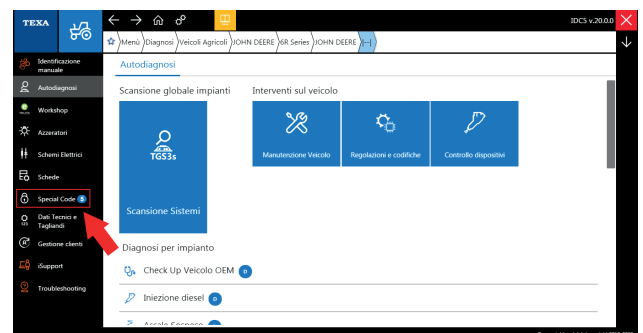 TEXA
IDC5 v.20.0.0
Menù Diagnosi Veicoli Agricoli JOHN DEERE 6R Series JOHN DEERE [---]
Identificazione
manuale
Autodiagnosi
Workshop
Azzeratori
Schemi Elettrici
Schede
Special Code S
Dati Tecnici e
Tagliandi
Gestione clienti
iSupport
Troubleshooting
Autodiagnosi
Scansione globale impianti
Interventi sul veicolo
TGS3s
Scansione Sistemi
Manutenzione Veicolo
Regolazioni e codifiche
Controllo dispositivi
Diagnosi per impianto
Check Up Veicolo OEM D
Iniezione diesel D
Assale Sospeso